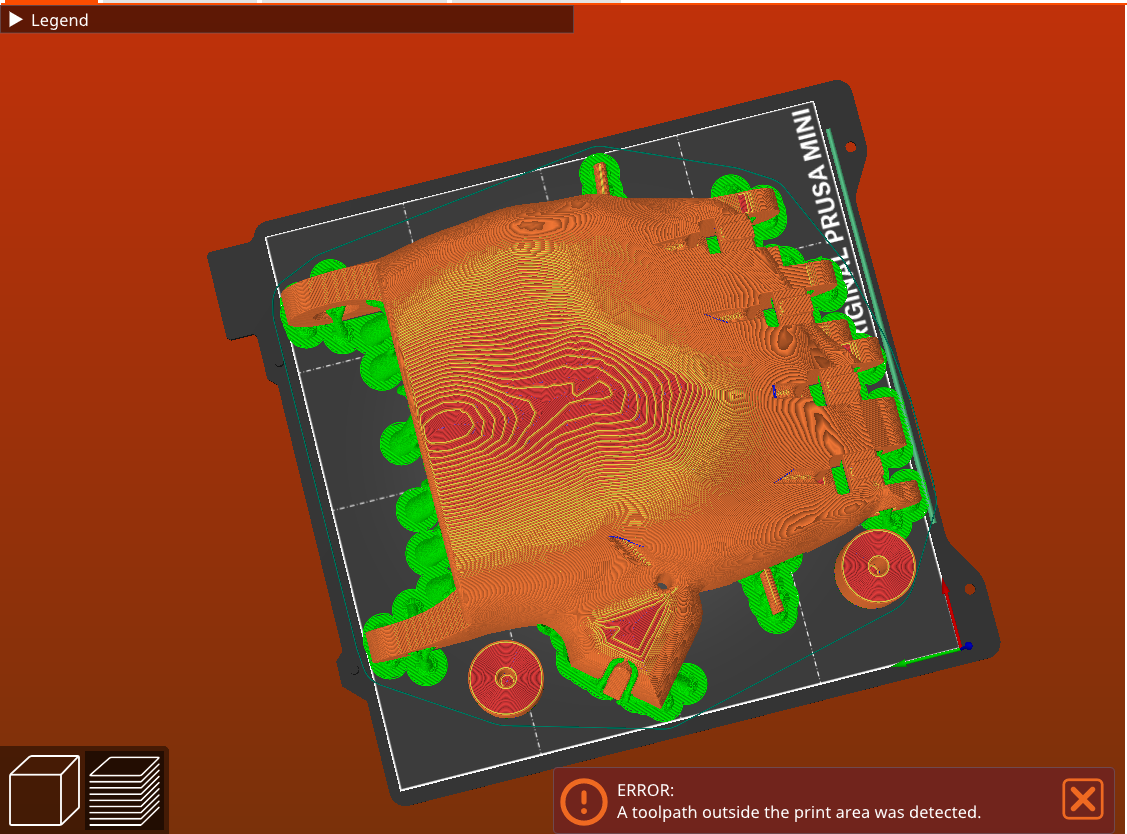 Legend
ORIGINAL PRUSA MINI
ERROR:
A toolpath outside the print area was detected.